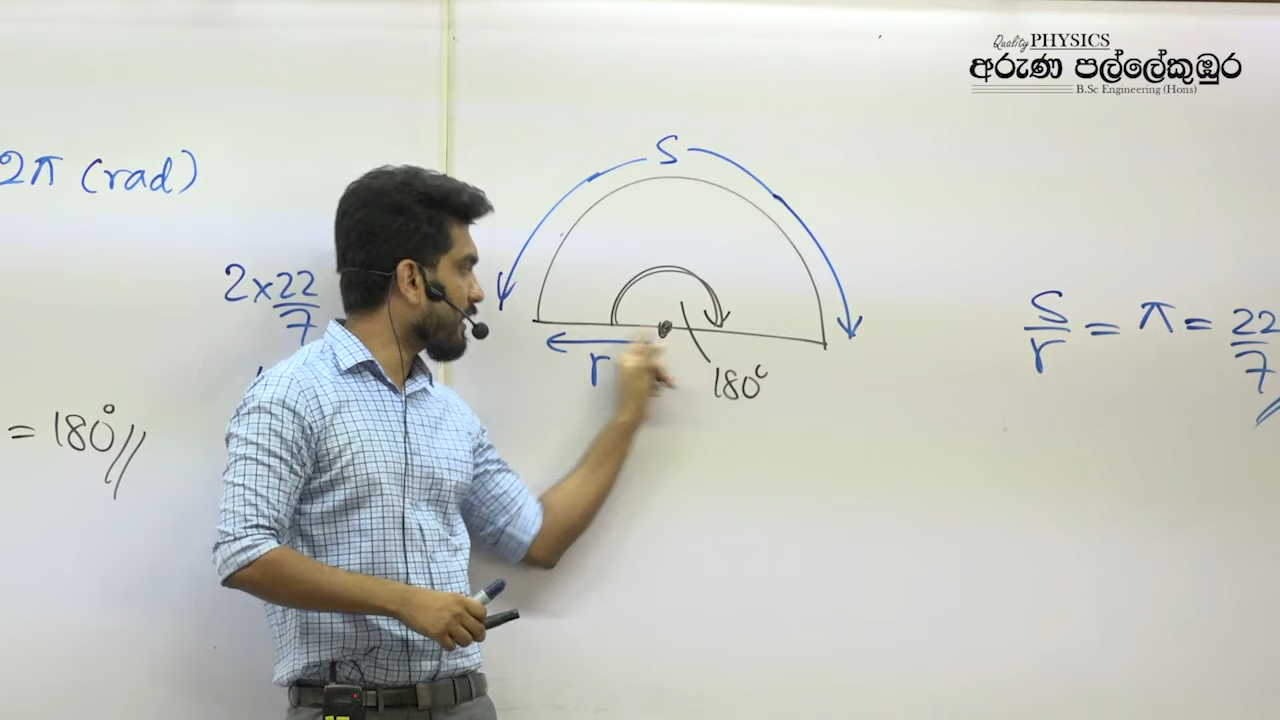 Quality PHYSICS
අරුණ පල්ලේකුඹුර
B.Sc Engineering (Hons)
2π (rad)
2×22/7
= 180°//
S
r
180°
S/r = π = 22/7